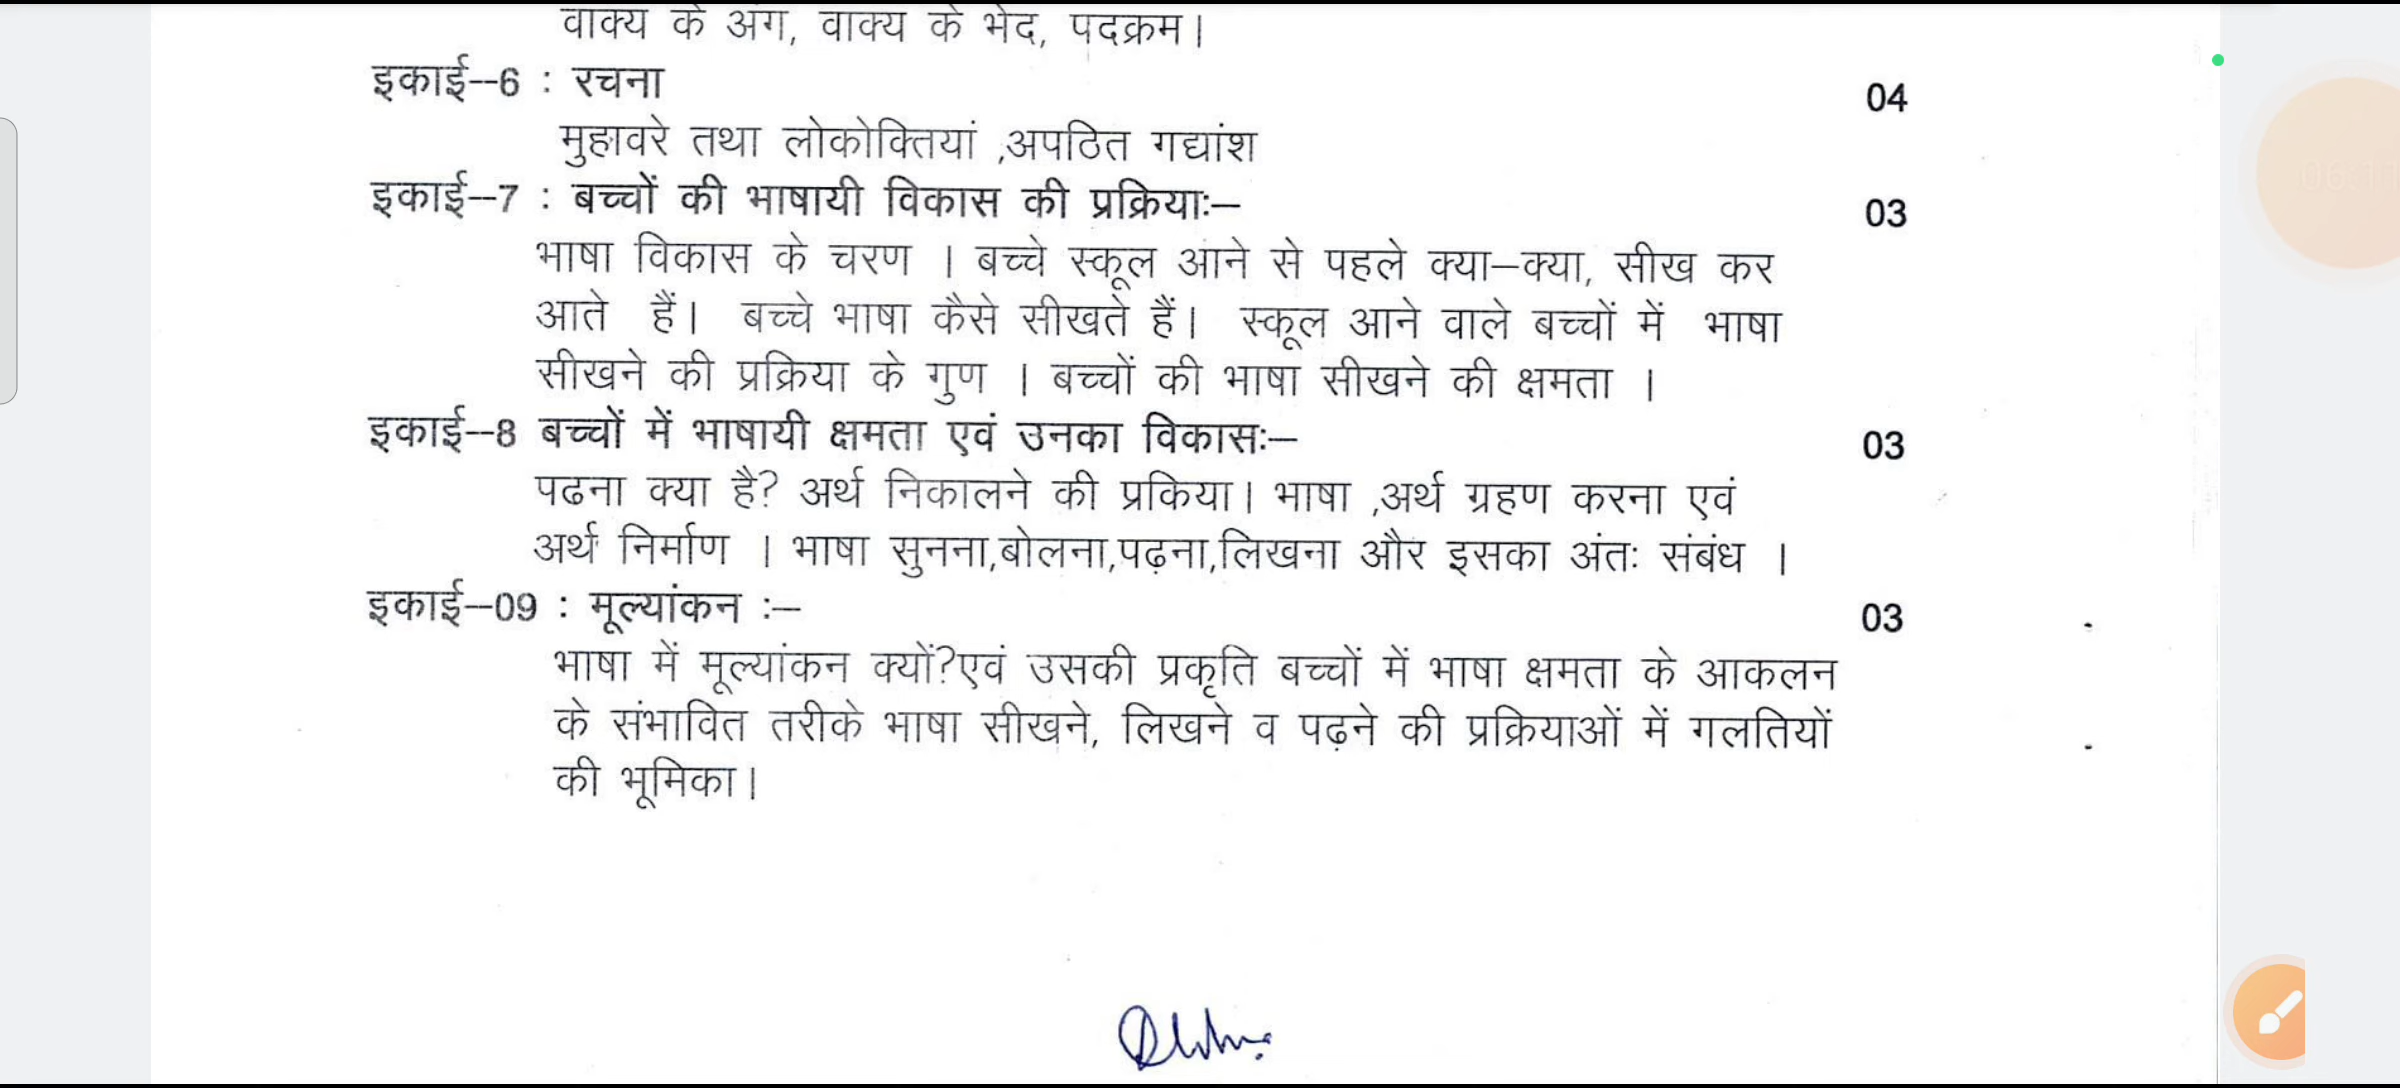 वाक्य के अंग, वाक्य के भेद, पदक्रम।
इकाई–6 : रचना 04
मुहावरे तथा लोकोक्तियां ,अपठित गद्यांश
इकाई–7 : बच्चों की भाषायी विकास की प्रक्रियाः– 03
भाषा विकास के चरण । बच्चे स्कूल आने से पहले क्या–क्या, सीख कर
आते हैं। बच्चे भाषा कैसे सीखते हैं। स्कूल आने वाले बच्चों में भाषा
सीखने की प्रक्रिया के गुण । बच्चों की भाषा सीखने की क्षमता ।
इकाई–8 बच्चों में भाषायी क्षमता एवं उनका विकासः– 03
पढना क्या है? अर्थ निकालने की प्रकिया। भाषा ,अर्थ ग्रहण करना एवं
अर्थ निर्माण । भाषा सुनना,बोलना,पढ़ना,लिखना और इसका अंतः संबंध ।
इकाई–09 : मूल्यांकन :– 03
भाषा में मूल्यांकन क्यों?एवं उसकी प्रकृति बच्चों में भाषा क्षमता के आकलन
के संभावित तरीके भाषा सीखने, लिखने व पढ़ने की प्रक्रियाओं में गलतियों
की भूमिका।